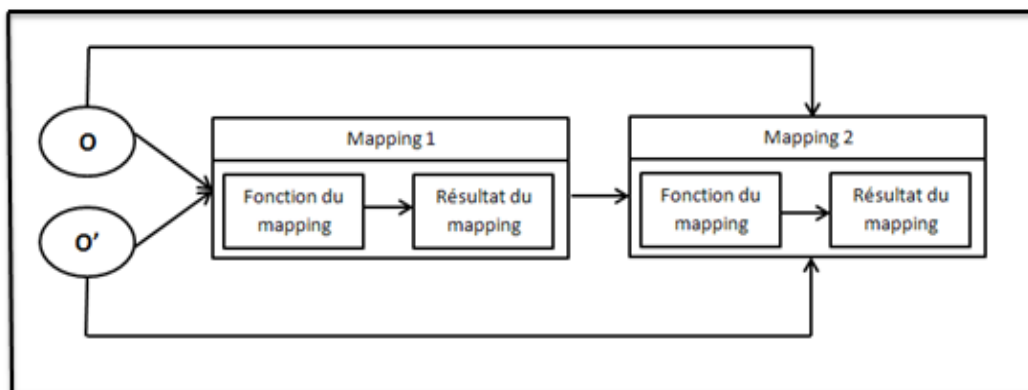 O
O'
Mapping 1
Fonction du
mapping
Résultat du
mapping
Mapping 2
Fonction du
mapping
Résultat du
mapping